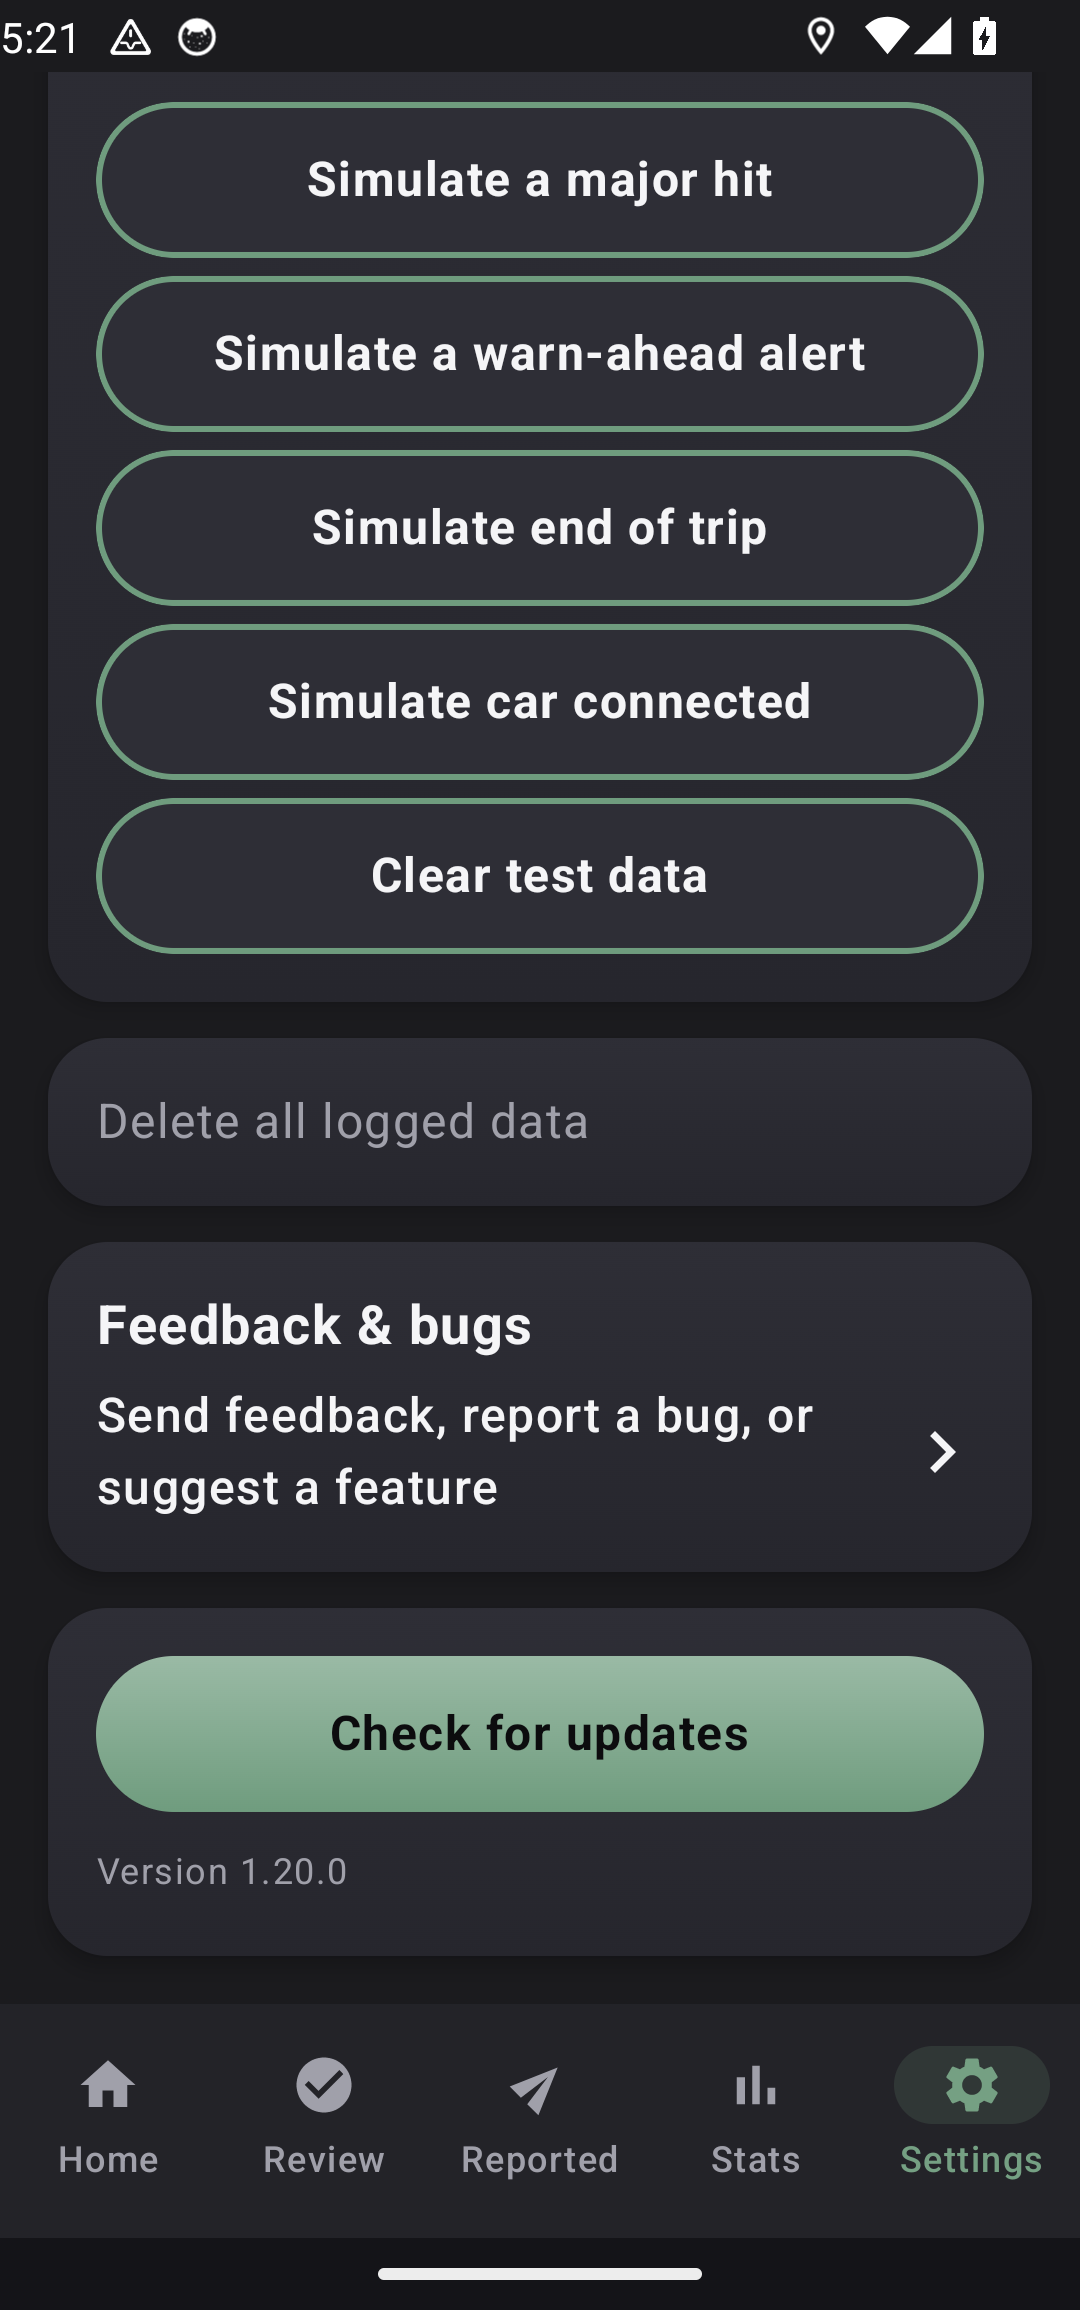 5:21
Simulate a major hit
Simulate a warn-ahead alert
Simulate end of trip
Simulate car connected
Clear test data
Delete all logged data
Feedback & bugs
Send feedback, report a bug, or
suggest a feature
Check for updates
Version 1.20.0
Home
Review
Reported
Stats
Settings